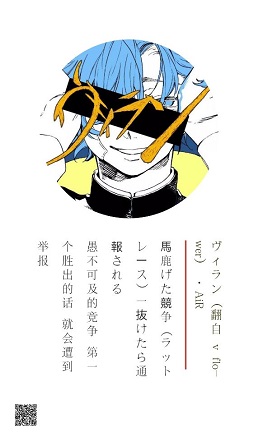 ヴィラン
ヴィラン（翻自 v flo-
wer）・AiR
馬鹿げた競争（ラット
レース）一抜けたら通
報される
愚不可及的竞争 第一
个胜出的话 就会遭到
举报